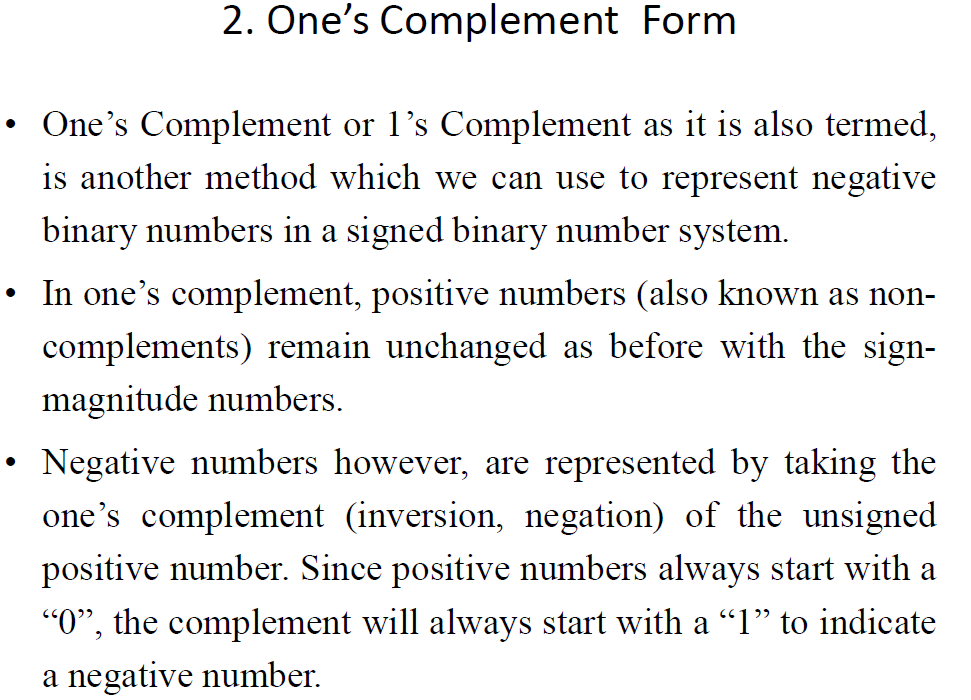 2. One’s Complement  Form
• One’s Complement or 1’s Complement as it is also termed,
is another method which we can use to represent negative
binary numbers in a signed binary number system.
• In one’s complement, positive numbers (also known as non-
complements) remain unchanged as before with the sign-
magnitude numbers.
• Negative numbers however, are represented by taking the
one’s complement (inversion, negation) of the unsigned
positive number. Since positive numbers always start with a
“0”, the complement will always start with a “1” to indicate
a negative number.